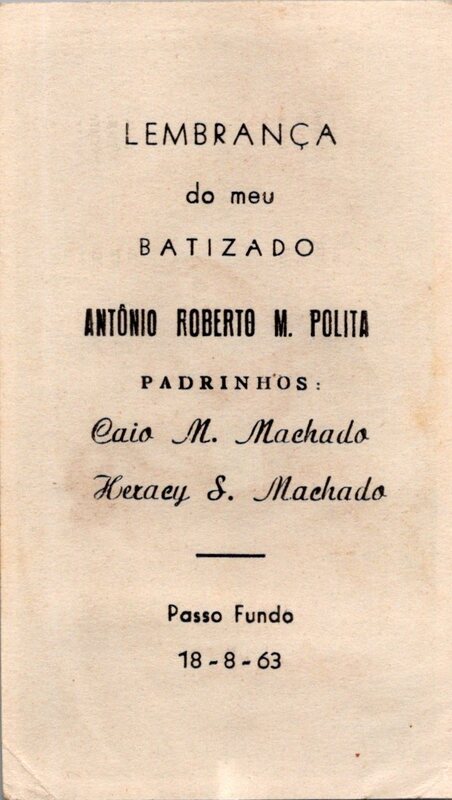 LEMBRANÇA
do meu
BATIZADO
ANTÔNIO ROBERTO M. POLITA
PADRINHOS:
Caio M. Machado
Heracy S. Machado
Passo Fundo
18-8-63